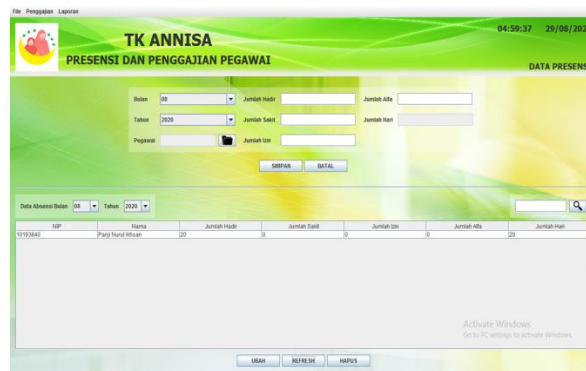 File Penggajian Laporan
04:59:37 29/08/202
TK ANNISA
PRESENSI DAN PENGGAJIAN PEGAWAI
DATA PRESENS
Bulan 08 Jumlah Hadir Jumlah Alfa
Tahun 2020 Jumlah Sakit Jumlah Hari
Pegawai Jumlah Izin
SIMPAN BATAL
Data Absensi Bulan 08 Tahun 2020
NIP Nama Jumlah Hadir Jumlah Sakit Jumlah Izin Jumlah Alfa Jumlah Hari
10193840 Panji Nurul Ikhsan 20 0 0 0 20
Activate Windows
Go to PC settings to activate Windows.
UBAH REFRESH HAPUS